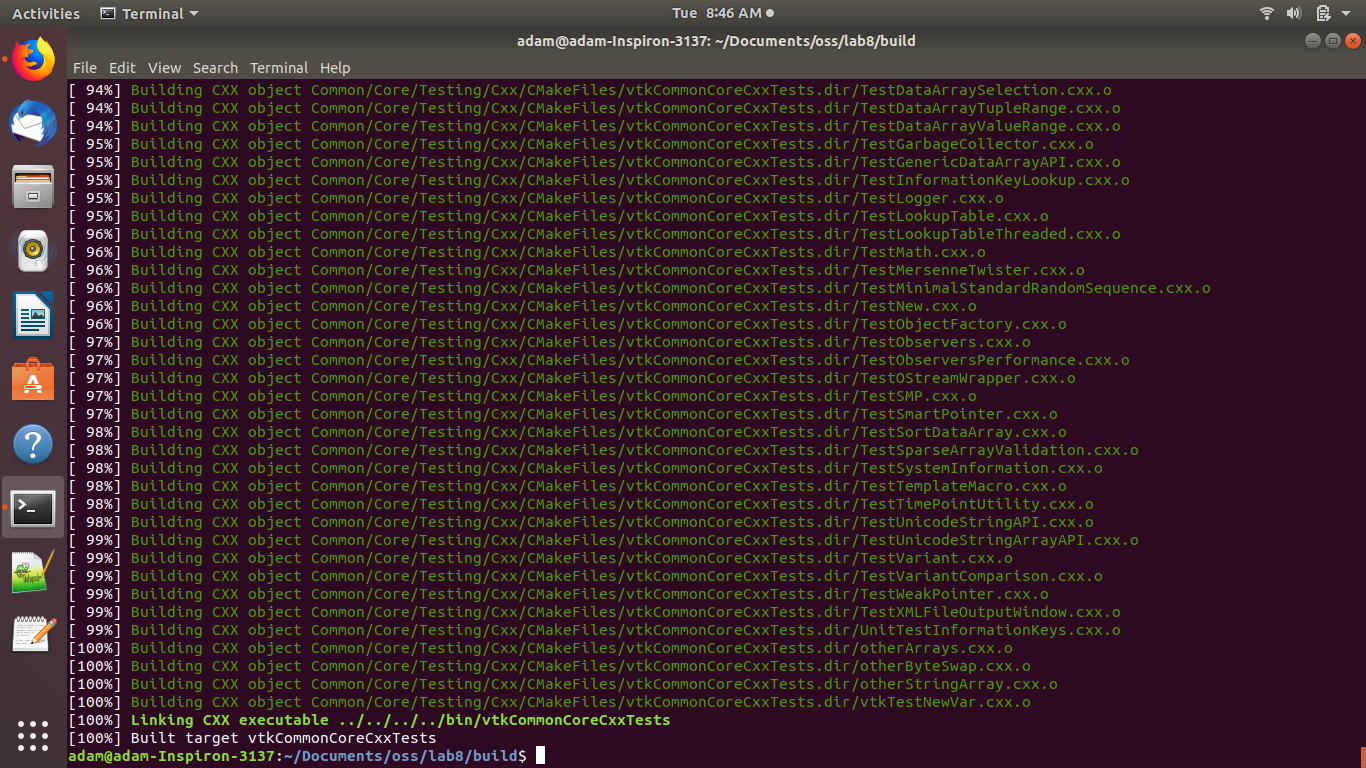 Activities Terminal Tue 8:46 AM
adam@adam-Inspiron-3137: ~/Documents/oss/lab8/build
File Edit View Search Terminal Help
[ 94%] Building CXX object Common/Core/Testing/Cxx/CMakeFiles/vtkCommonCoreCxxTests.dir/TestDataArraySelection.cxx.o
[ 94%] Building CXX object Common/Core/Testing/Cxx/CMakeFiles/vtkCommonCoreCxxTests.dir/TestDataArrayTupleRange.cxx.o
[ 94%] Building CXX object Common/Core/Testing/Cxx/CMakeFiles/vtkCommonCoreCxxTests.dir/TestDataArrayValueRange.cxx.o
[ 95%] Building CXX object Common/Core/Testing/Cxx/CMakeFiles/vtkCommonCoreCxxTests.dir/TestGarbageCollector.cxx.o
[ 95%] Building CXX object Common/Core/Testing/Cxx/CMakeFiles/vtkCommonCoreCxxTests.dir/TestGenericDataArrayAPI.cxx.o
[ 95%] Building CXX object Common/Core/Testing/Cxx/CMakeFiles/vtkCommonCoreCxxTests.dir/TestInformationKeyLookup.cxx.o
[ 95%] Building CXX object Common/Core/Testing/Cxx/CMakeFiles/vtkCommonCoreCxxTests.dir/TestLogger.cxx.o
[ 95%] Building CXX object Common/Core/Testing/Cxx/CMakeFiles/vtkCommonCoreCxxTests.dir/TestLookupTable.cxx.o
[ 96%] Building CXX object Common/Core/Testing/Cxx/CMakeFiles/vtkCommonCoreCxxTests.dir/TestLookupTableThreaded.cxx.o
[ 96%] Building CXX object Common/Core/Testing/Cxx/CMakeFiles/vtkCommonCoreCxxTests.dir/TestMath.cxx.o
[ 96%] Building CXX object Common/Core/Testing/Cxx/CMakeFiles/vtkCommonCoreCxxTests.dir/TestMersenneTwister.cxx.o
[ 96%] Building CXX object Common/Core/Testing/Cxx/CMakeFiles/vtkCommonCoreCxxTests.dir/TestMinimalStandardRandomSequence.cxx.o
[ 96%] Building CXX object Common/Core/Testing/Cxx/CMakeFiles/vtkCommonCoreCxxTests.dir/TestNew.cxx.o
[ 96%] Building CXX object Common/Core/Testing/Cxx/CMakeFiles/vtkCommonCoreCxxTests.dir/TestObjectFactory.cxx.o
[ 97%] Building CXX object Common/Core/Testing/Cxx/CMakeFiles/vtkCommonCoreCxxTests.dir/TestObservers.cxx.o
[ 97%] Building CXX object Common/Core/Testing/Cxx/CMakeFiles/vtkCommonCoreCxxTests.dir/TestObserversPerformance.cxx.o
[ 97%] Building CXX object Common/Core/Testing/Cxx/CMakeFiles/vtkCommonCoreCxxTests.dir/TestOStreamWrapper.cxx.o
[ 97%] Building CXX object Common/Core/Testing/Cxx/CMakeFiles/vtkCommonCoreCxxTests.dir/TestSMP.cxx.o
[ 97%] Building CXX object Common/Core/Testing/Cxx/CMakeFiles/vtkCommonCoreCxxTests.dir/TestSmartPointer.cxx.o
[ 98%] Building CXX object Common/Core/Testing/Cxx/CMakeFiles/vtkCommonCoreCxxTests.dir/TestSortDataArray.cxx.o
[ 98%] Building CXX object Common/Core/Testing/Cxx/CMakeFiles/vtkCommonCoreCxxTests.dir/TestSparseArrayValidation.cxx.o
[ 98%] Building CXX object Common/Core/Testing/Cxx/CMakeFiles/vtkCommonCoreCxxTests.dir/TestSystemInformation.cxx.o
[ 98%] Building CXX object Common/Core/Testing/Cxx/CMakeFiles/vtkCommonCoreCxxTests.dir/TestTemplateMacro.cxx.o
[ 98%] Building CXX object Common/Core/Testing/Cxx/CMakeFiles/vtkCommonCoreCxxTests.dir/TestTimePointUtility.cxx.o
[ 98%] Building CXX object Common/Core/Testing/Cxx/CMakeFiles/vtkCommonCoreCxxTests.dir/TestUnicodeStringAPI.cxx.o
[ 99%] Building CXX object Common/Core/Testing/Cxx/CMakeFiles/vtkCommonCoreCxxTests.dir/TestUnicodeStringArrayAPI.cxx.o
[ 99%] Building CXX object Common/Core/Testing/Cxx/CMakeFiles/vtkCommonCoreCxxTests.dir/TestVariant.cxx.o
[ 99%] Building CXX object Common/Core/Testing/Cxx/CMakeFiles/vtkCommonCoreCxxTests.dir/TestVariantComparison.cxx.o
[ 99%] Building CXX object Common/Core/Testing/Cxx/CMakeFiles/vtkCommonCoreCxxTests.dir/TestWeakPointer.cxx.o
[ 99%] Building CXX object Common/Core/Testing/Cxx/CMakeFiles/vtkCommonCoreCxxTests.dir/TestXMLFileOutputWindow.cxx.o
[ 99%] Building CXX object Common/Core/Testing/Cxx/CMakeFiles/vtkCommonCoreCxxTests.dir/UnitTestInformationKeys.cxx.o
[100%] Building CXX object Common/Core/Testing/Cxx/CMakeFiles/vtkCommonCoreCxxTests.dir/otherArrays.cxx.o
[100%] Building CXX object Common/Core/Testing/Cxx/CMakeFiles/vtkCommonCoreCxxTests.dir/otherByteSwap.cxx.o
[100%] Building CXX object Common/Core/Testing/Cxx/CMakeFiles/vtkCommonCoreCxxTests.dir/otherStringArray.cxx.o
[100%] Building CXX object Common/Core/Testing/Cxx/CMakeFiles/vtkCommonCoreCxxTests.dir/vtkTestNewVar.cxx.o
[100%] Linking CXX executable ../../../../bin/vtkCommonCoreCxxTests
[100%] Built target vtkCommonCoreCxxTests
adam@adam-Inspiron-3137:~/Documents/oss/lab8/build$